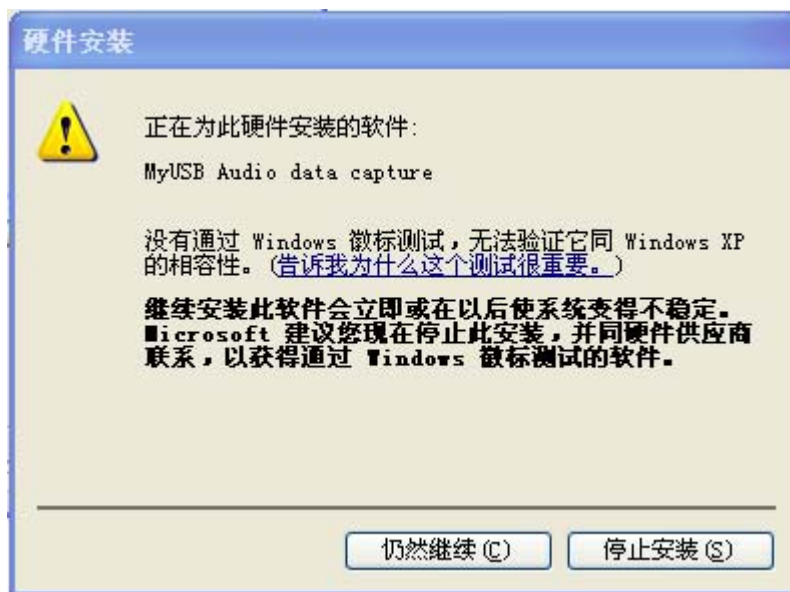 硬件安装
正在为此硬件安装的软件:
MyUSB Audio data capture
没有通过 Windows 徽标测试，无法验证它同 Windows XP
的相容性。(告诉我为什么这个测试很重要。)
继续安装此软件会立即或在以后使系统变得不稳定。
Microsoft 建议您现在停止此安装，并同硬件供应商
联系，以获得通过 Windows 徽标测试的软件。
仍然继续(C)
停止安装(S)